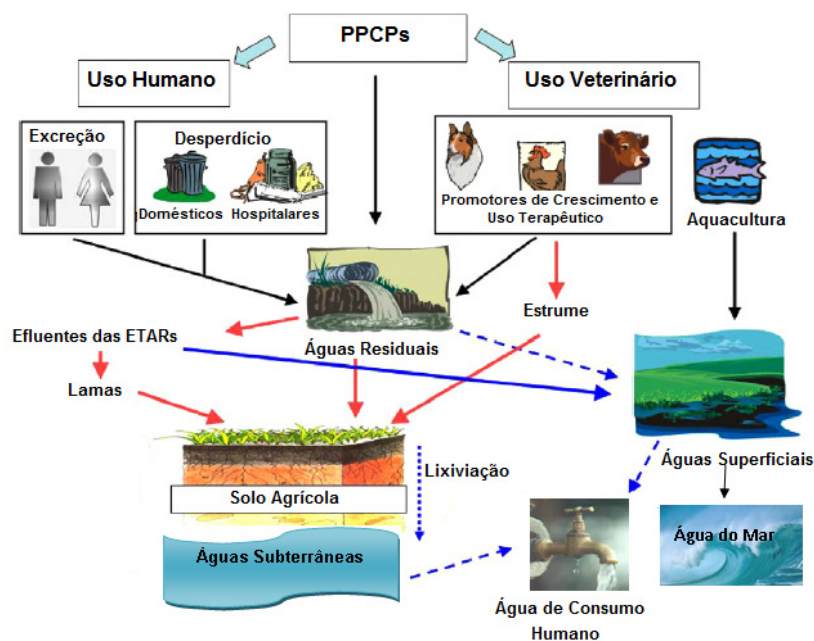 PPCPs
Uso Humano
Uso Veterinário
Excreção
Desperdício
Domésticos
Hospitalares
Promotores de Crescimento e
Uso Terapêutico
Aquacultura
Estrume
Efluentes das ETARs
Águas Residuais
Lamas
Lixiviação
Águas Superficiais
Solo Agrícola
Água do Mar
Águas Subterrâneas
Água de Consumo
Humano